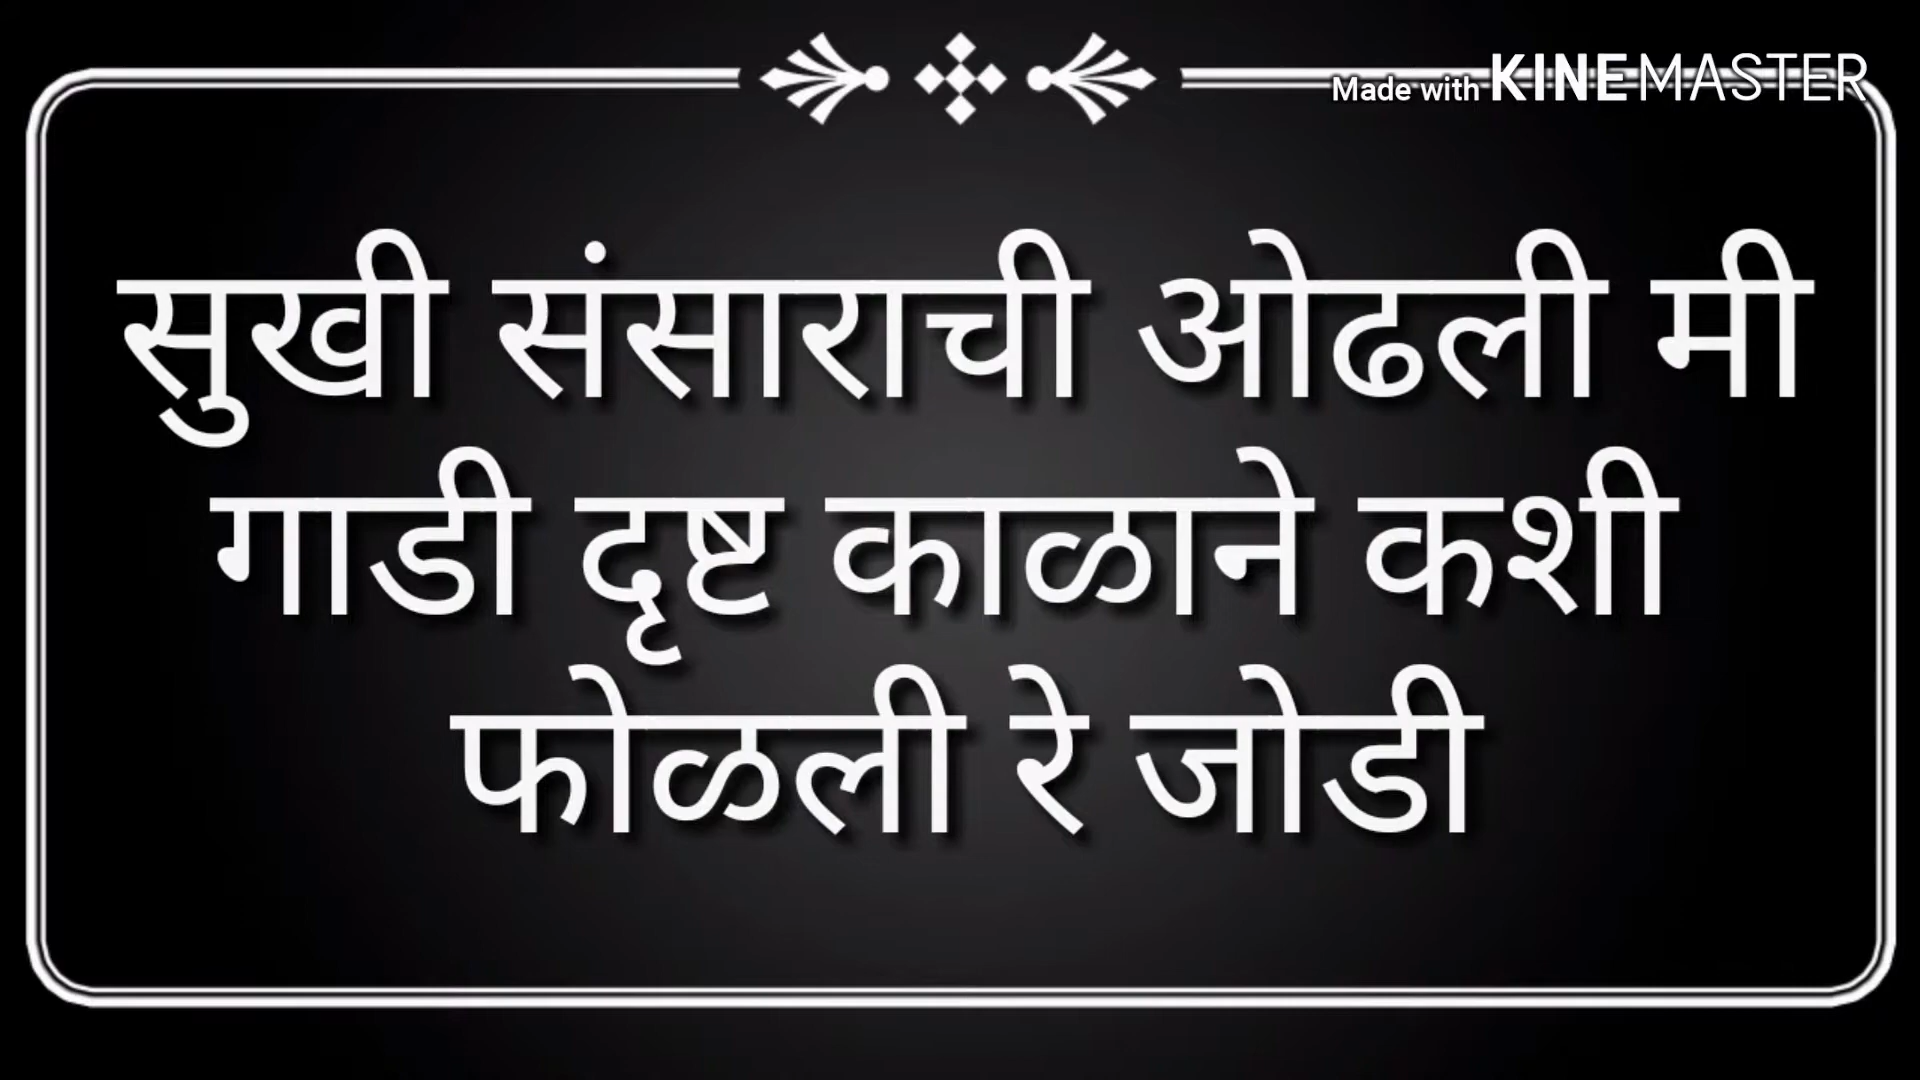 Made with KINEMASTER
सुखी संसाराची ओढली मी
गाडी दृष्ट काळाने कशी
फोळली रे जोडी